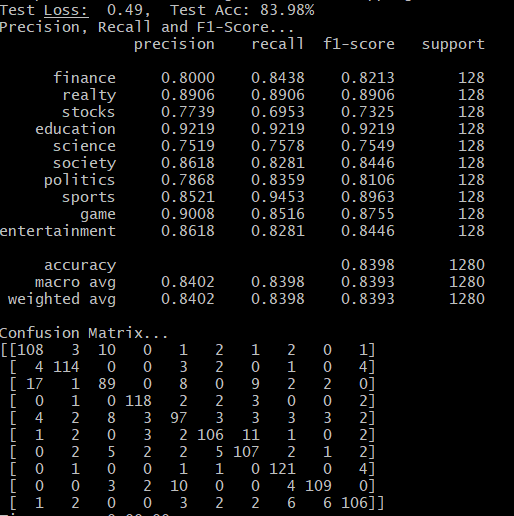 Test Loss:  0.49,  Test Acc: 83.98%
Precision, Recall and F1-Score...
               precision    recall  f1-score   support

      finance     0.8000    0.8438    0.8213       128
       realty     0.8906    0.8906    0.8906       128
       stocks     0.7739    0.6953    0.7325       128
    education     0.9219    0.9219    0.9219       128
      science     0.7519    0.7578    0.7549       128
      society     0.8618    0.8281    0.8446       128
     politics     0.7868    0.8359    0.8106       128
       sports     0.8521    0.9453    0.8963       128
         game     0.9008    0.8516    0.8755       128
entertainment     0.8618    0.8281    0.8446       128

     accuracy                         0.8398      1280
    macro avg     0.8402    0.8398    0.8393      1280
 weighted avg     0.8402    0.8398    0.8393      1280

Confusion Matrix...
[[108   3  10   0   1   2   1   2   0   1]
 [  4 114   0   0   3   2   0   1   0   4]
 [ 17   1  89   0   8   0   9   2   2   0]
 [  0   1   0 118   2   2   3   0   0   2]
 [  4   2   8   3  97   3   3   3   3   2]
 [  1   2   0   3   2 106  11   1   0   2]
 [  0   2   5   2   2   5 107   2   1   2]
 [  0   1   0   0   1   1   0 121   0   4]
 [  0   0   3   2  10   0   0   4 109   0]
 [  1   2   0   0   3   2   2   6   6 106]]